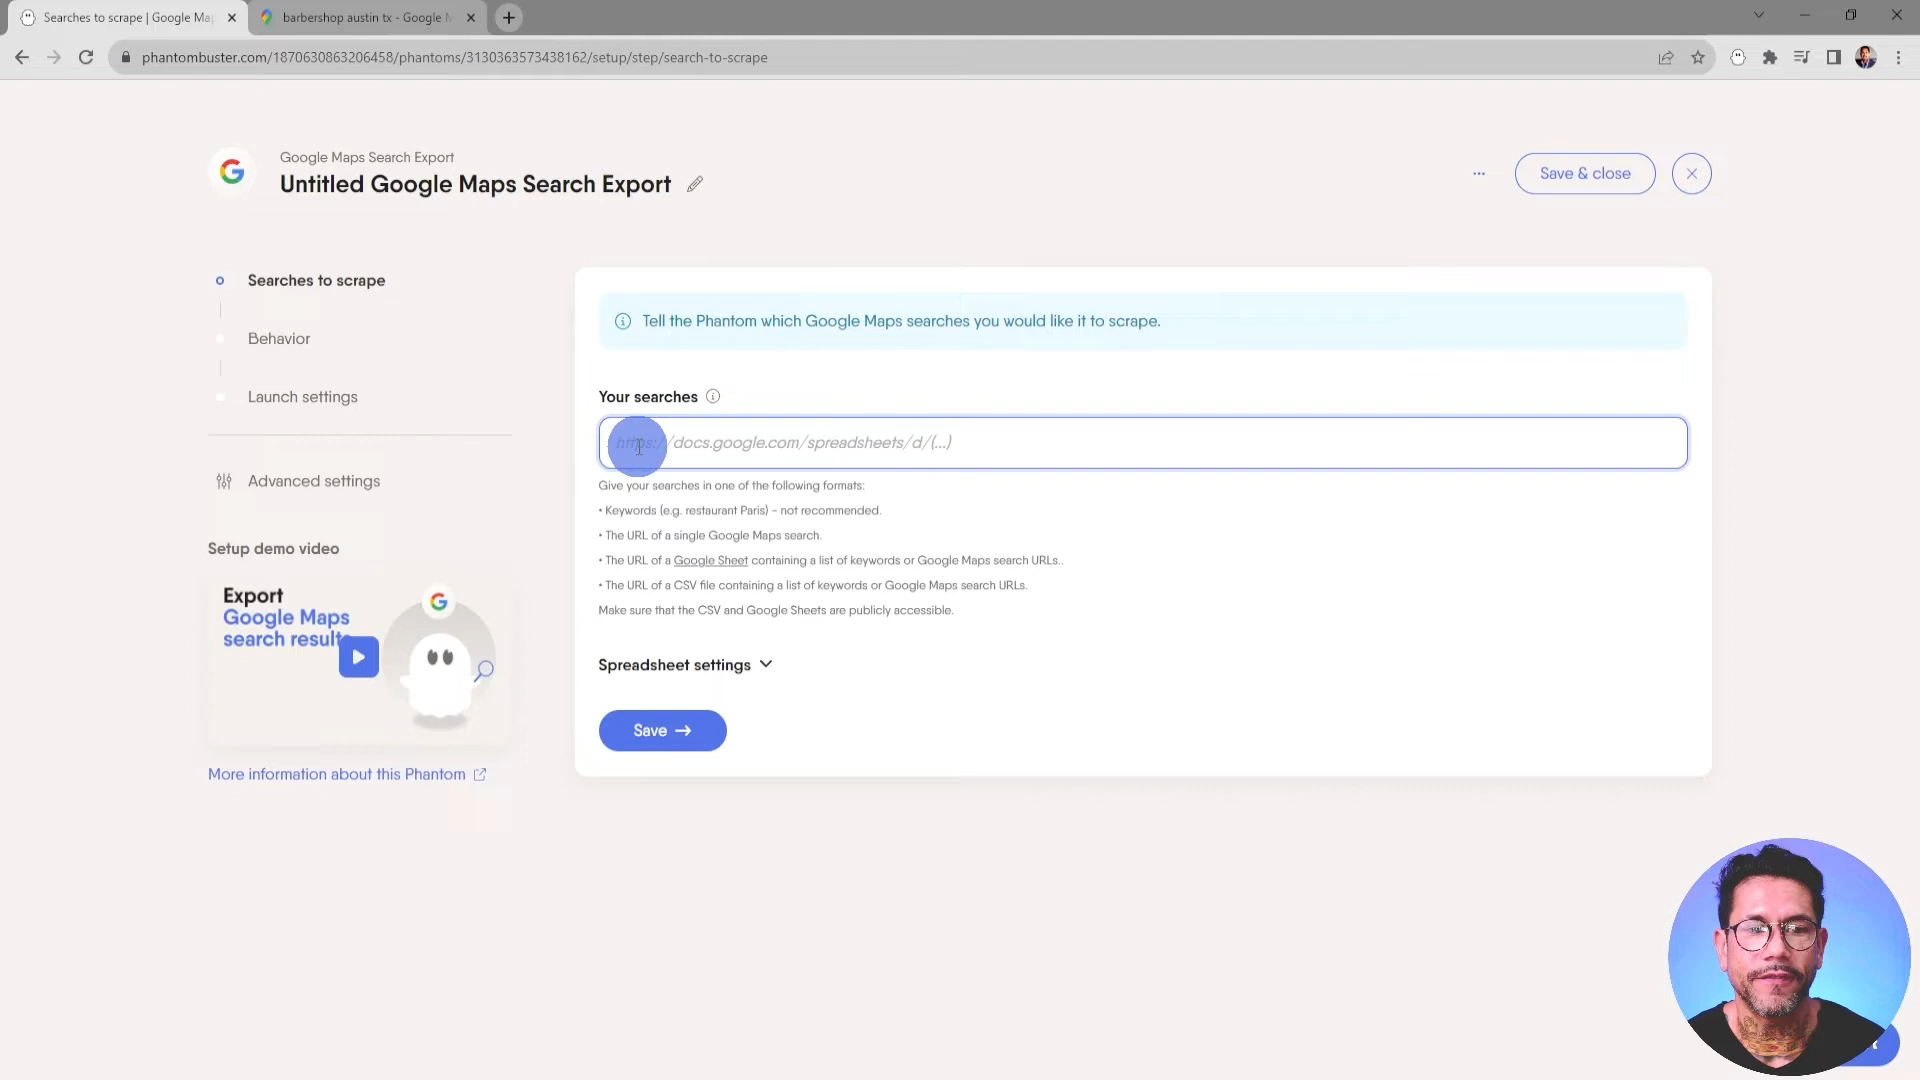 Searches to scrape | Google Ma
barbershop austin tx - Google M
phantombuster.com/1870630863206458/phantoms/3130363573438162/setup/step/search-to-scrape
Google Maps Search Export
Untitled Google Maps Search Export
Save & close
Searches to scrape
Behavior
Launch settings
Advanced settings
Setup demo video
Export
Google Maps
search results
More information about this Phantom
Tell the Phantom which Google Maps searches you would like it to scrape.
Your searches
https://docs.google.com/spreadsheets/d/(...)
Give your searches in one of the following formats:
• Keywords (e.g. restaurant Paris) - not recommended.
• The URL of a single Google Maps search.
• The URL of a Google Sheet containing a list of keywords or Google Maps search URLs..
• The URL of a CSV file containing a list of keywords or Google Maps search URLs.
Make sure that the CSV and Google Sheets are publicly accessible.
Spreadsheet settings
Save →